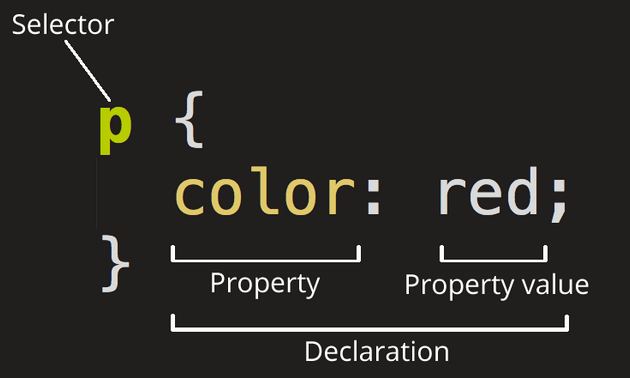 Selector
p {
color: red;
}
Property
Property value
Declaration